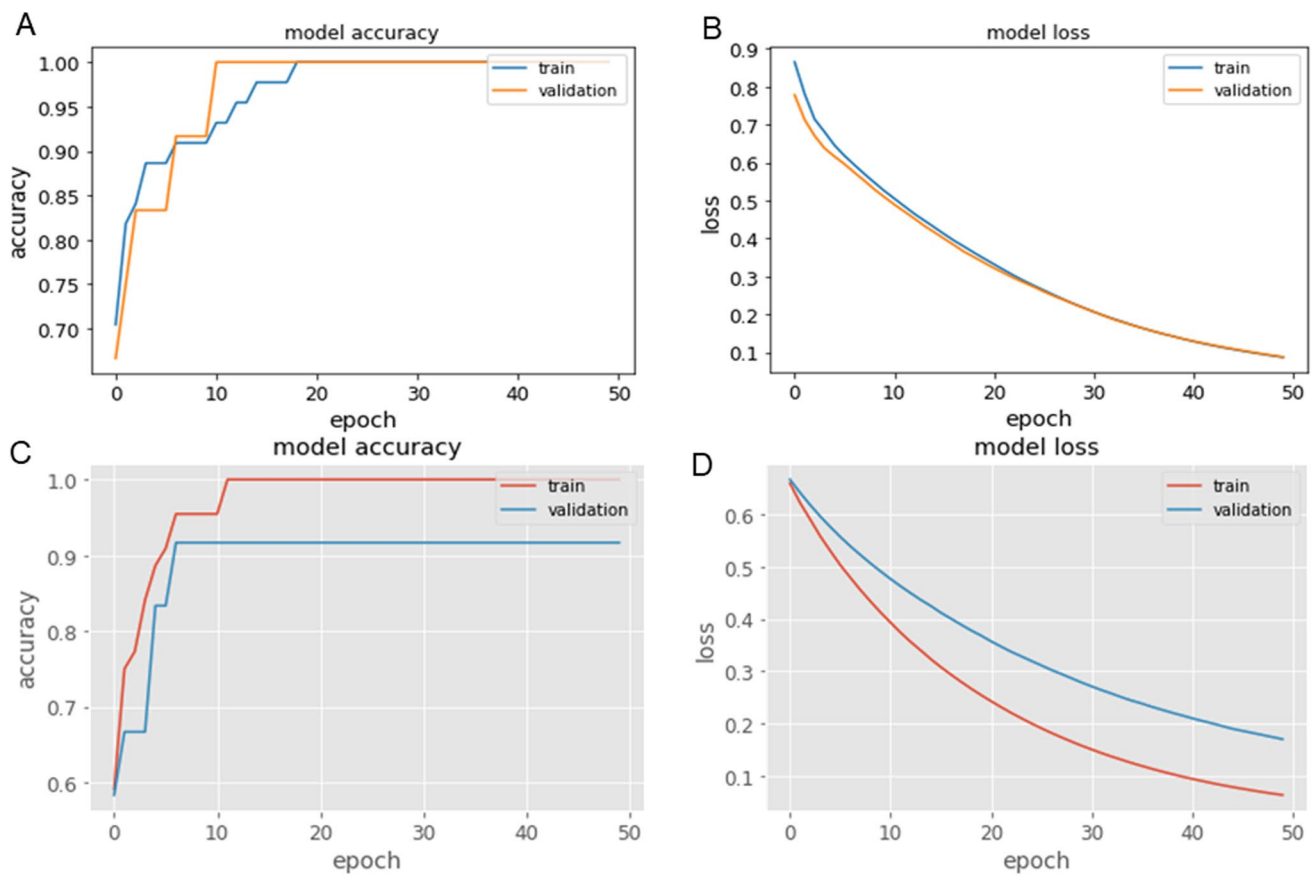 A
model accuracy
1.00
0.95
0.90
0.85
0.80
0.75
0.70
accuracy
train
validation
0 10 20 30 40 50
epoch
B
model loss
0.9
0.8
0.7
0.6
0.5
0.4
0.3
0.2
0.1
loss
train
validation
0 10 20 30 40 50
epoch
C
model accuracy
1.0
0.9
0.8
0.7
0.6
accuracy
train
validation
0 10 20 30 40 50
epoch
D
model loss
0.6
0.5
0.4
0.3
0.2
0.1
loss
train
validation
0 10 20 30 40 50
epoch